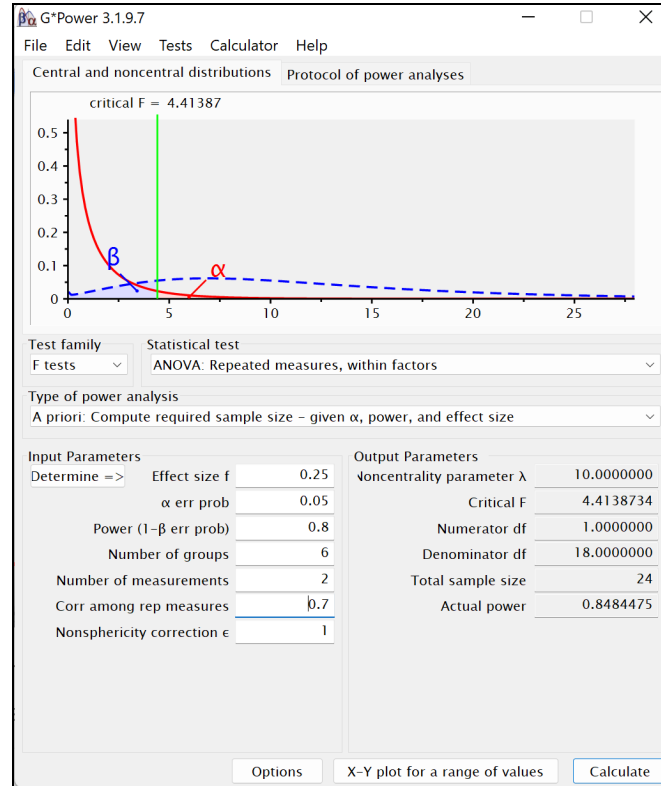 βα G*Power 3.1.9.7
File Edit View Tests Calculator Help
Central and noncentral distributions Protocol of power analyses
critical F = 4.41387
0.5
0.4
0.3
0.2
0.1
0
β
α
0 5 10 15 20 25
Test family Statistical test
F tests ANOVA: Repeated measures, within factors
Type of power analysis
A priori: Compute required sample size – given α, power, and effect size
Input Parameters Output Parameters
Determine => Effect size f 0.25 Noncentrality parameter λ 10.0000000
α err prob 0.05 Critical F 4.4138734
Power (1-β err prob) 0.8 Numerator df 1.0000000
Number of groups 6 Denominator df 18.0000000
Number of measurements 2 Total sample size 24
Corr among rep measures 0.7 Actual power 0.8484475
Nonsphericity correction ϵ 1
Options X-Y plot for a range of values Calculate